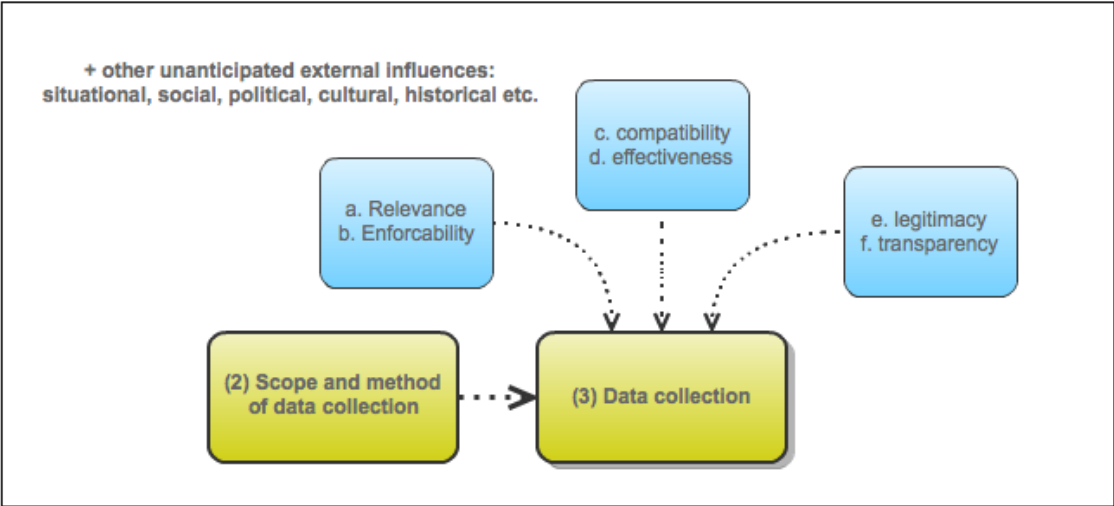 + other unanticipated external influences:
situational, social, political, cultural, historical etc.
c. compatibility
d. effectiveness
a. Relevance
b. Enforcability
e. legitimacy
f. transparency
(2) Scope and method
of data collection
(3) Data collection